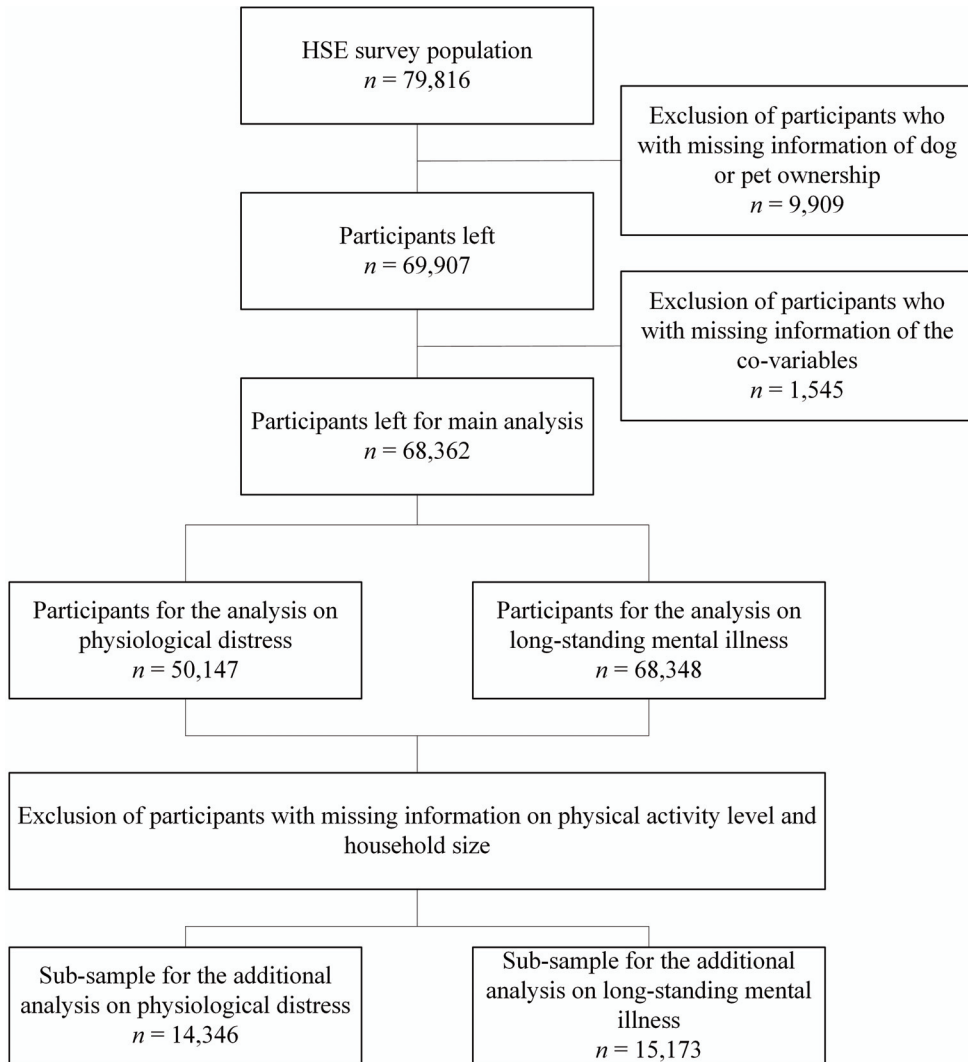 HSE survey population
n = 79,816
Exclusion of participants who
with missing information of dog
or pet ownership
n = 9,909
Participants left
n = 69,907
Exclusion of participants who
with missing information of the
co-variables
n = 1,545
Participants left for main analysis
n = 68,362
Participants for the analysis on
physiological distress
n = 50,147
Participants for the analysis on
long-standing mental illness
n = 68,348
Exclusion of participants with missing information on physical activity level and
household size
Sub-sample for the additional
analysis on physiological distress
n = 14,346
Sub-sample for the additional
analysis on long-standing mental
illness
n = 15,173